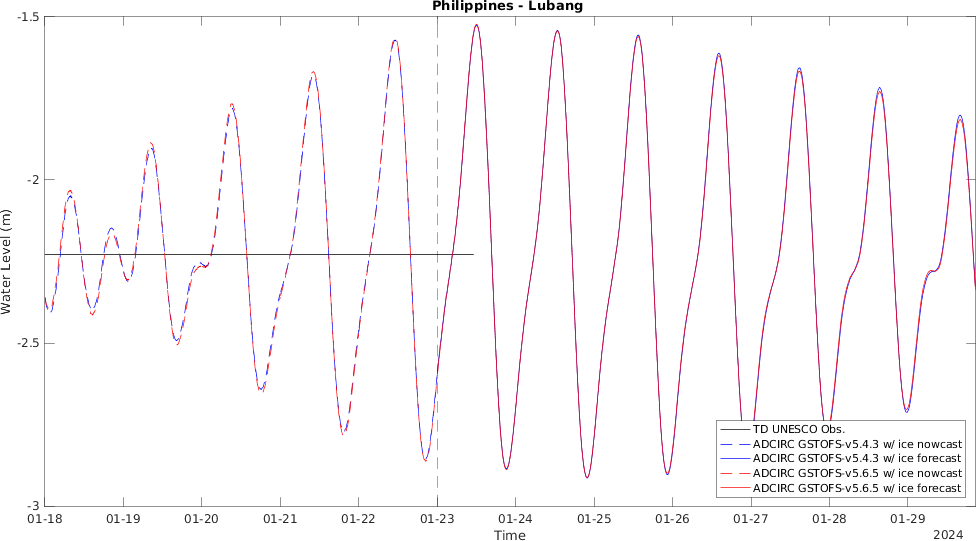 Philippines - Lubang
Water Level (m)
-1.5
-2
-2.5
-3
TD UNESCO Obs.
ADCIRC GSTOFS-v5.4.3 w/ ice nowcast
ADCIRC GSTOFS-v5.4.3 w/ ice forecast
ADCIRC GSTOFS-v5.6.5 w/ ice nowcast
ADCIRC GSTOFS-v5.6.5 w/ ice forecast
01-18 01-19 01-20 01-21 01-22 01-23 01-24 01-25 01-26 01-27 01-28 01-29
Time
2024